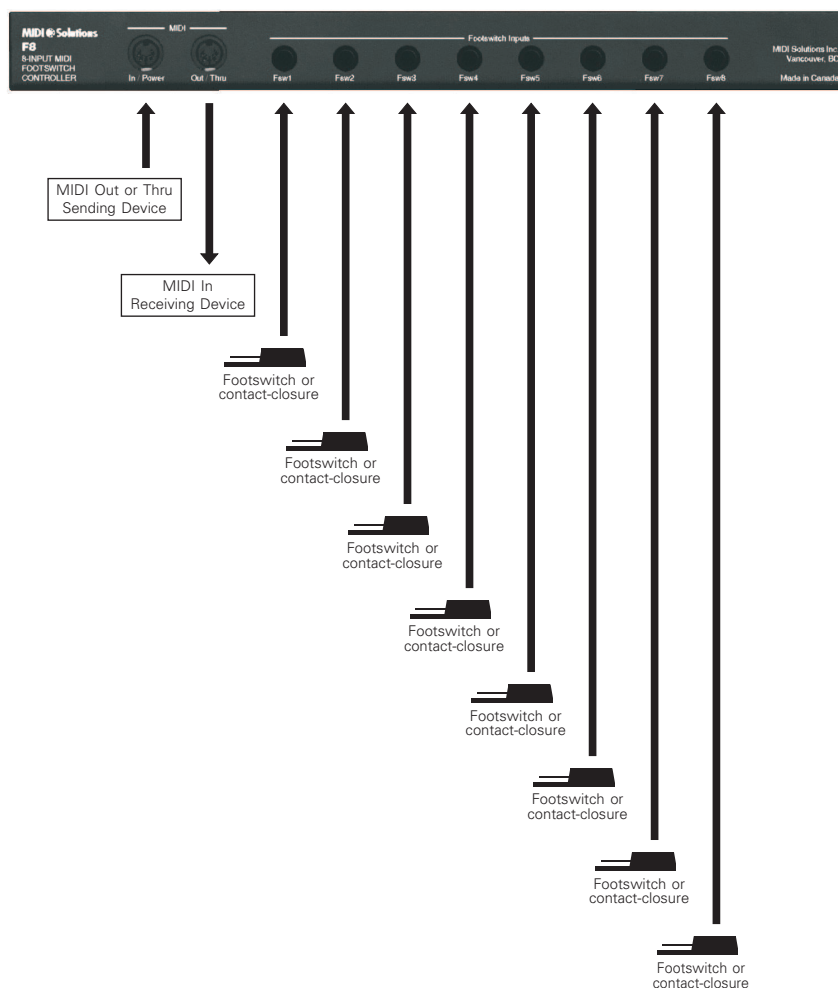 MIDI Solutions
F8
8-INPUT MIDI
FOOTSWITCH
CONTROLLER
MIDI
In / Power
Out / Thru
Footswitch Inputs
Fsw1
Fsw2
Fsw3
Fsw4
Fsw5
Fsw6
Fsw7
Fsw8
MIDI Solutions Inc
Vancouver, BC
Made in Canada
MIDI Out or Thru
Sending Device
MIDI In
Receiving Device
Footswitch or
contact-closure
Footswitch or
contact-closure
Footswitch or
contact-closure
Footswitch or
contact-closure
Footswitch or
contact-closure
Footswitch or
contact-closure
Footswitch or
contact-closure
Footswitch or
contact-closure